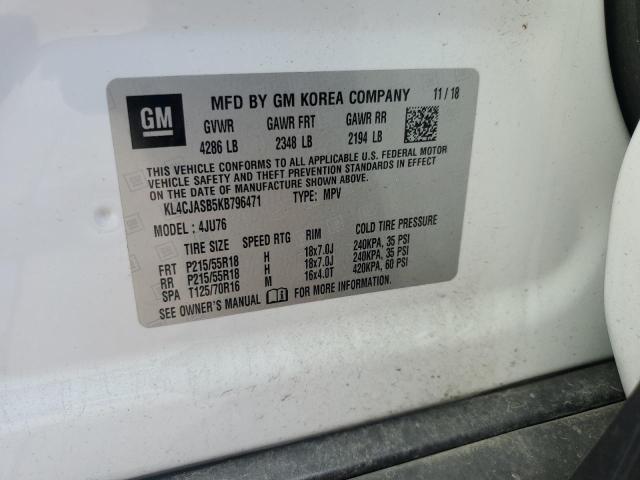 GM
MFD BY GM KOREA COMPANY 11 / 18
GVWR GAWR FRT GAWR RR
4286 LB 2348 LB 2194 LB
THIS VEHICLE CONFORMS TO ALL APPLICABLE U.S. FEDERAL MOTOR
VEHICLE SAFETY AND THEFT PREVENTION STANDARDS IN EFFECT
ON THE DATE OF MANUFACTURE SHOWN ABOVE.
KL4CJASB5KB796471 TYPE: MPV
MODEL : 4JU76
TIRE SIZE SPEED RTG RIM COLD TIRE PRESSURE
FRT P215/55R18 H 18x7.0J 240KPA, 35 PSI
RR P215/55R18 H 18x7.0J 240KPA, 35 PSI
SPA T125/70R16 M 16x4.0T 420KPA, 60 PSI
SEE OWNER'S MANUAL FOR MORE INFORMATION